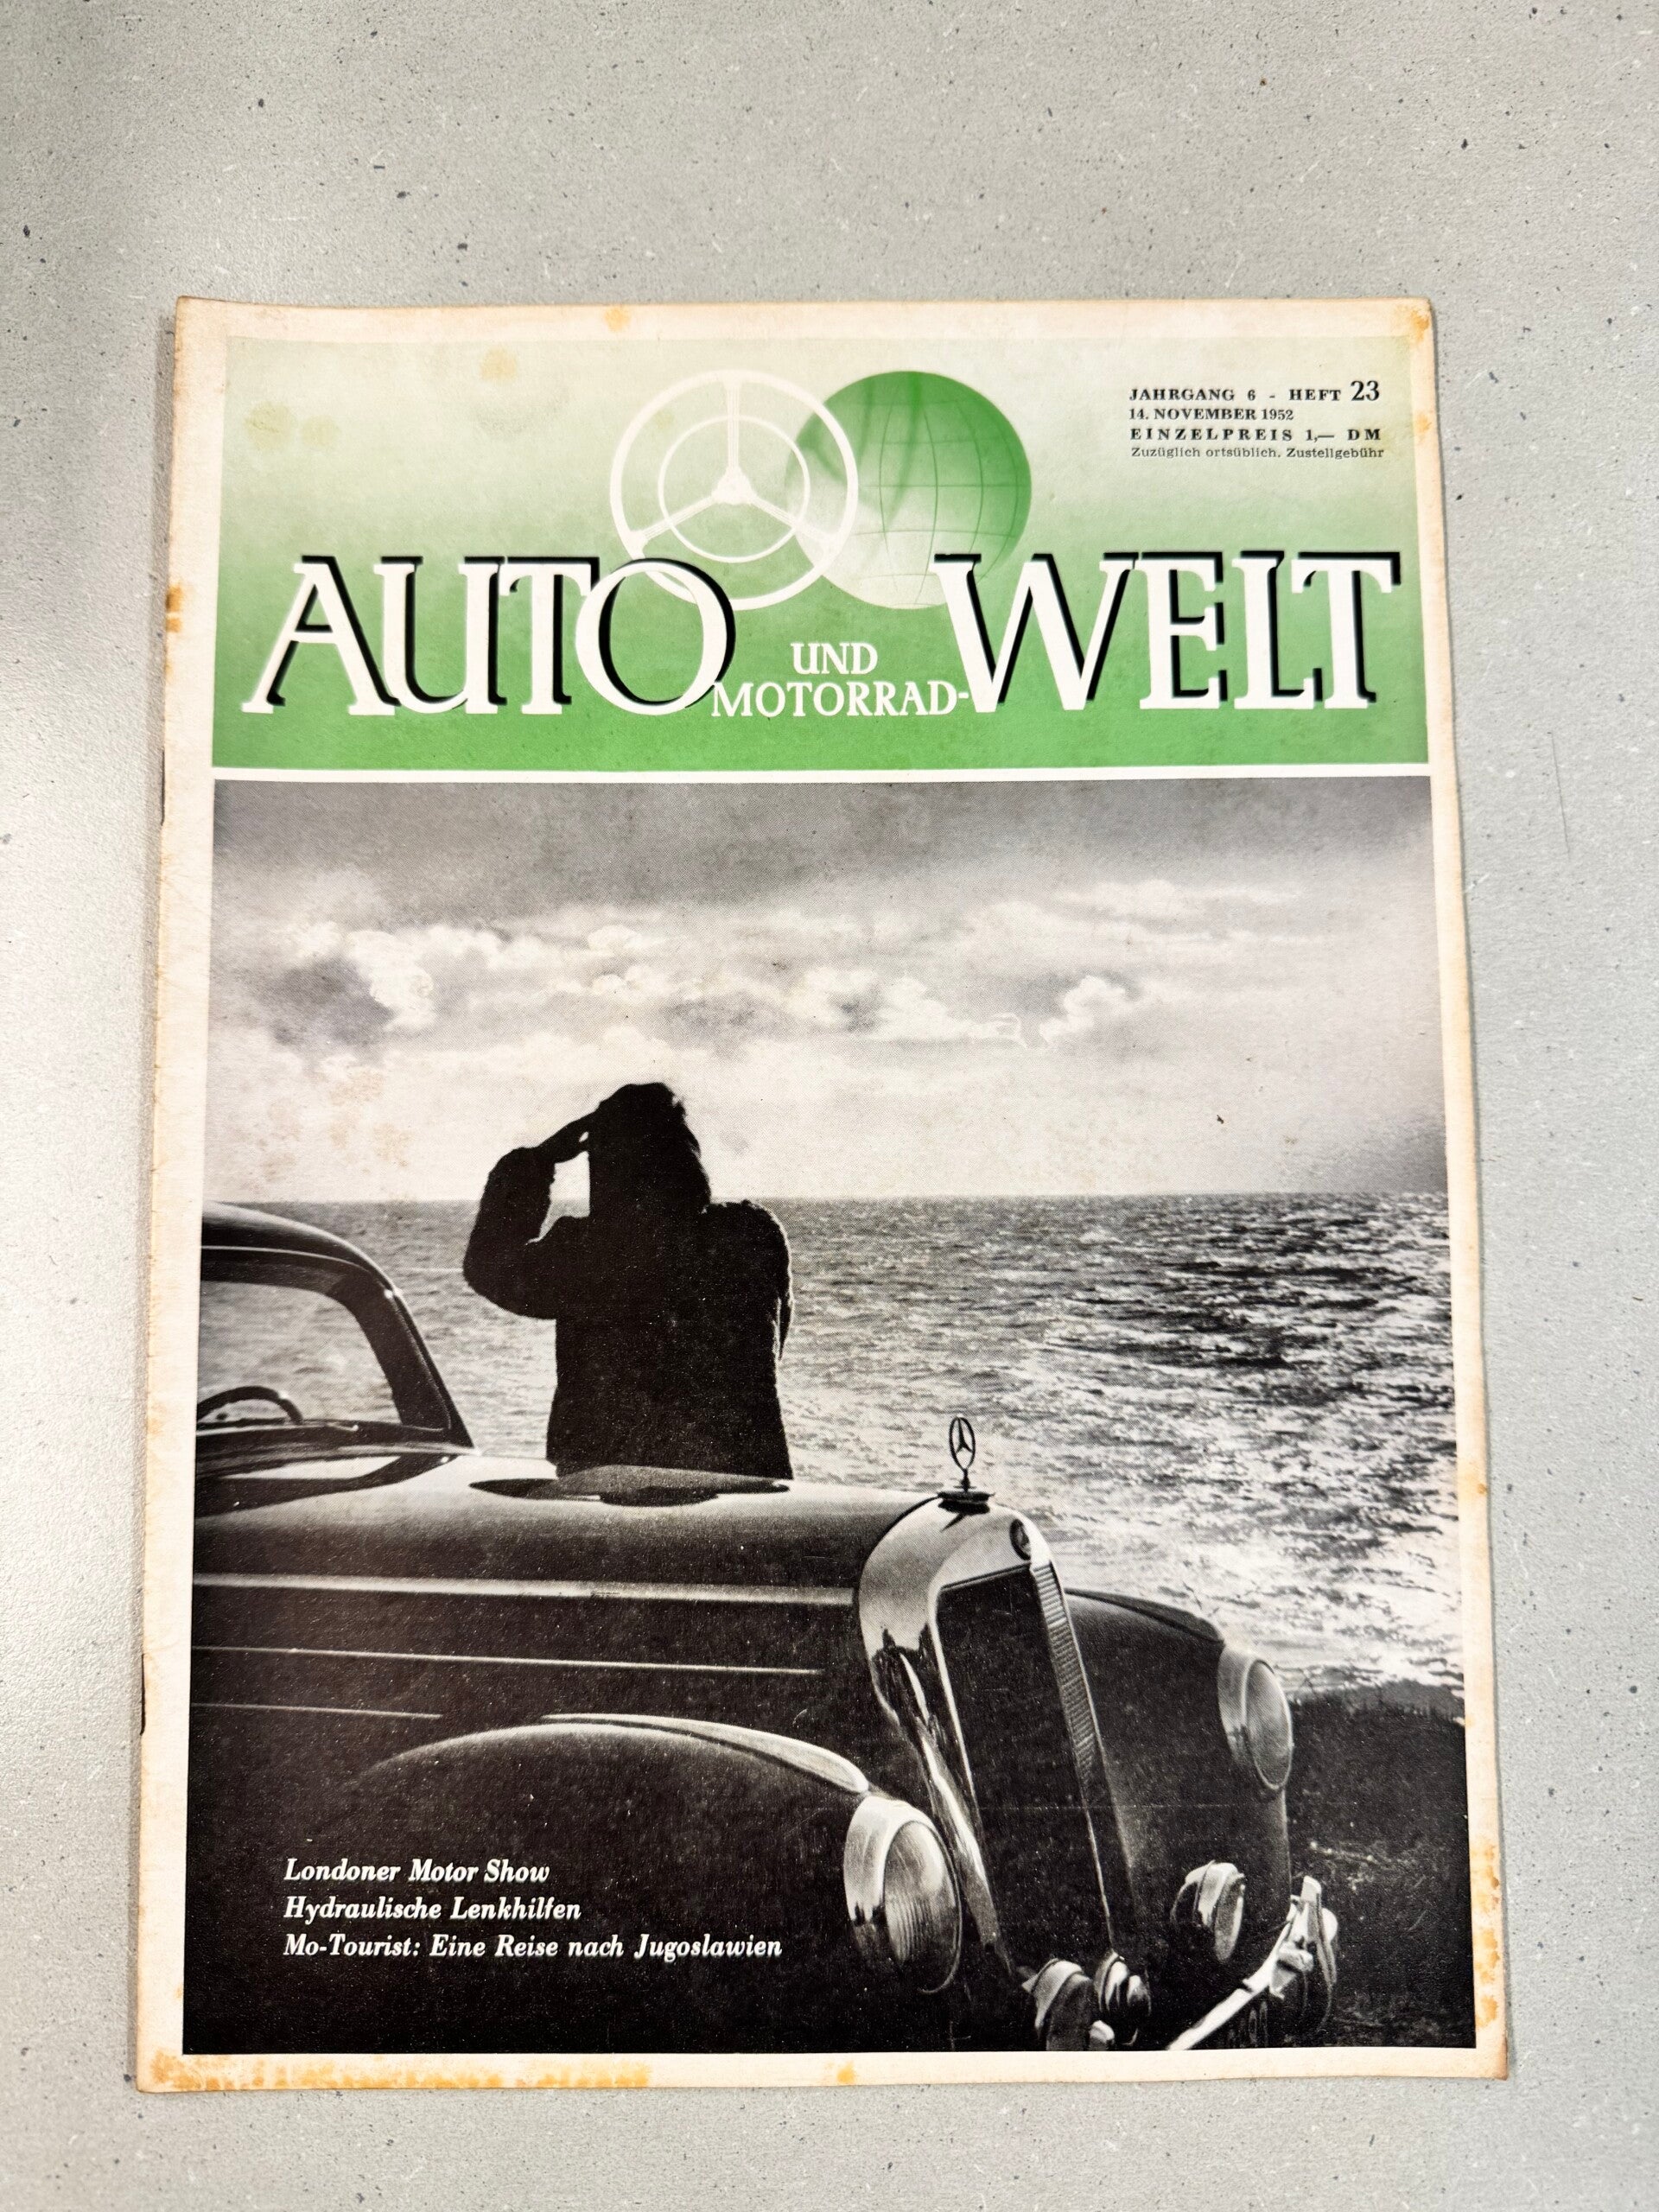 JAHRGANG 6 - HEFT 23
14. NOVEMBER 1952
EINZELPREIS 1,— DM
Zuzüglich ortsüblich. Zustellgebühr
AUTO UND MOTORRAD-WELT
Londoner Motor Show
Hydraulische Lenkhilfen
Mo-Tourist: Eine Reise nach Jugoslawien